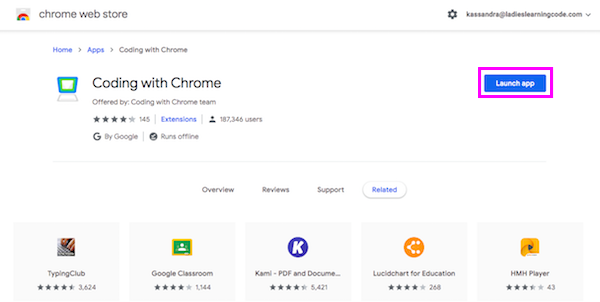 chrome web store
kassandra@ladieslearningcode.com
Home > Apps > Coding with Chrome
Coding with Chrome
Launch app
Offered by: Coding with Chrome team
145 | Extensions | 187,346 users
By Google | Runs offline
Overview Reviews Support Related
TypingClub Google Classroom Kami - PDF and Docume... Lucidchart for Education HMH Player
3,624 1,144 5,421 268 43